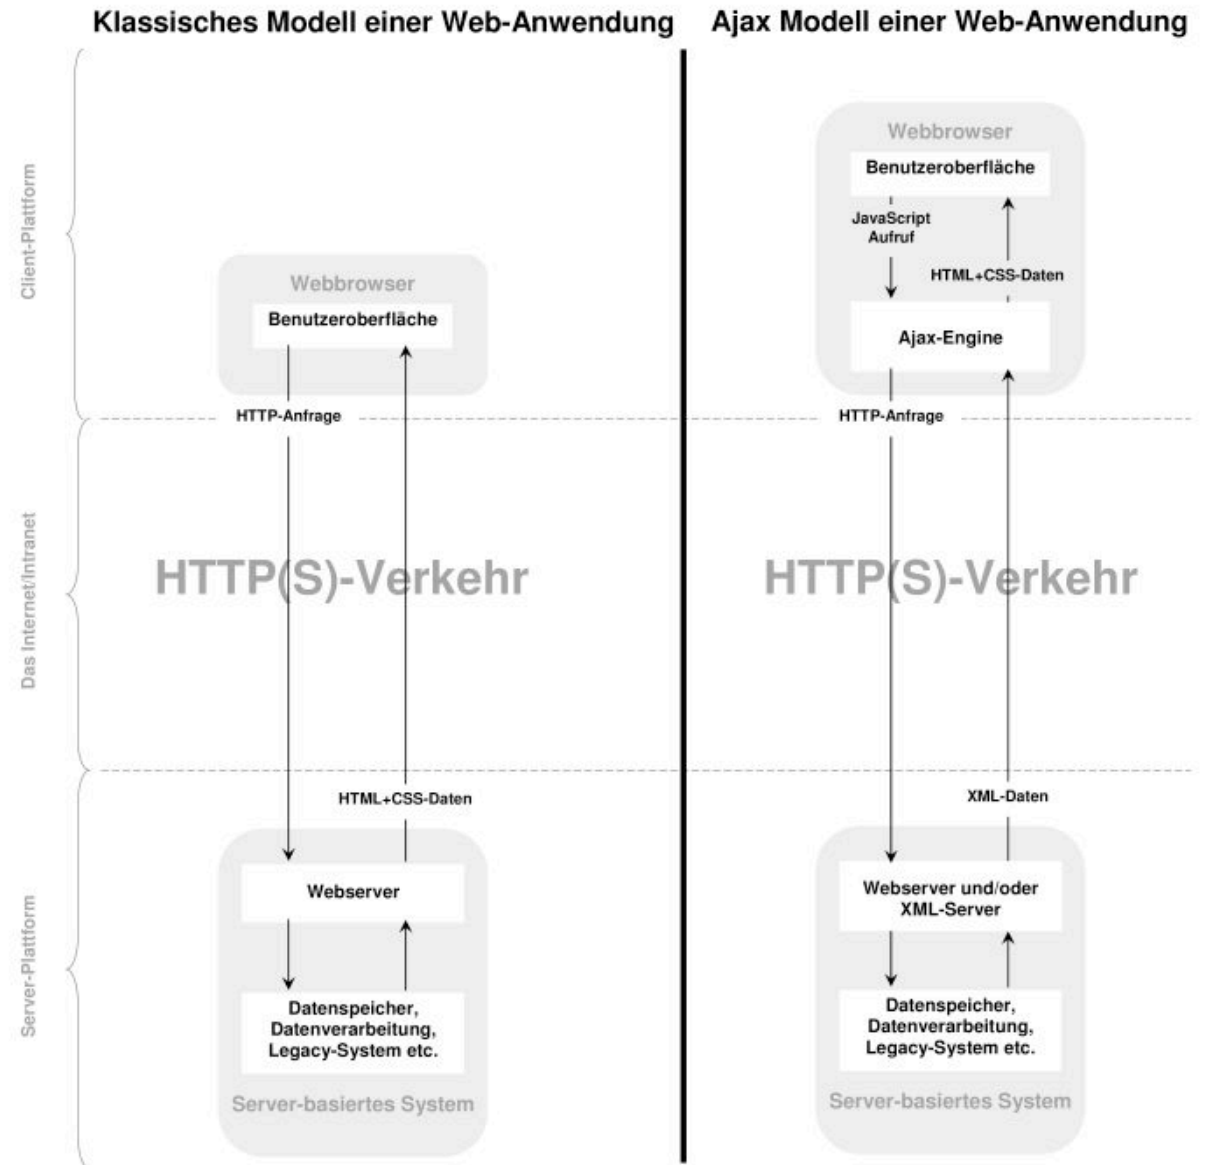 Klassisches Modell einer Web-Anwendung
Ajax Modell einer Web-Anwendung
Client-Plattform
Das Internet/Intranet
Server-Plattform
Webbrowser
Benutzeroberfläche
HTTP-Anfrage
HTTP(S)-Verkehr
HTML+CSS-Daten
Webserver
Datenspeicher,
Datenverarbeitung,
Legacy-System etc.
Server-basiertes System
Webbrowser
Benutzeroberfläche
JavaScript
Aufruf
HTML+CSS-Daten
Ajax-Engine
HTTP-Anfrage
HTTP(S)-Verkehr
XML-Daten
Webserver und/oder
XML-Server
Datenspeicher,
Datenverarbeitung,
Legacy-System etc.
Server-basiertes System